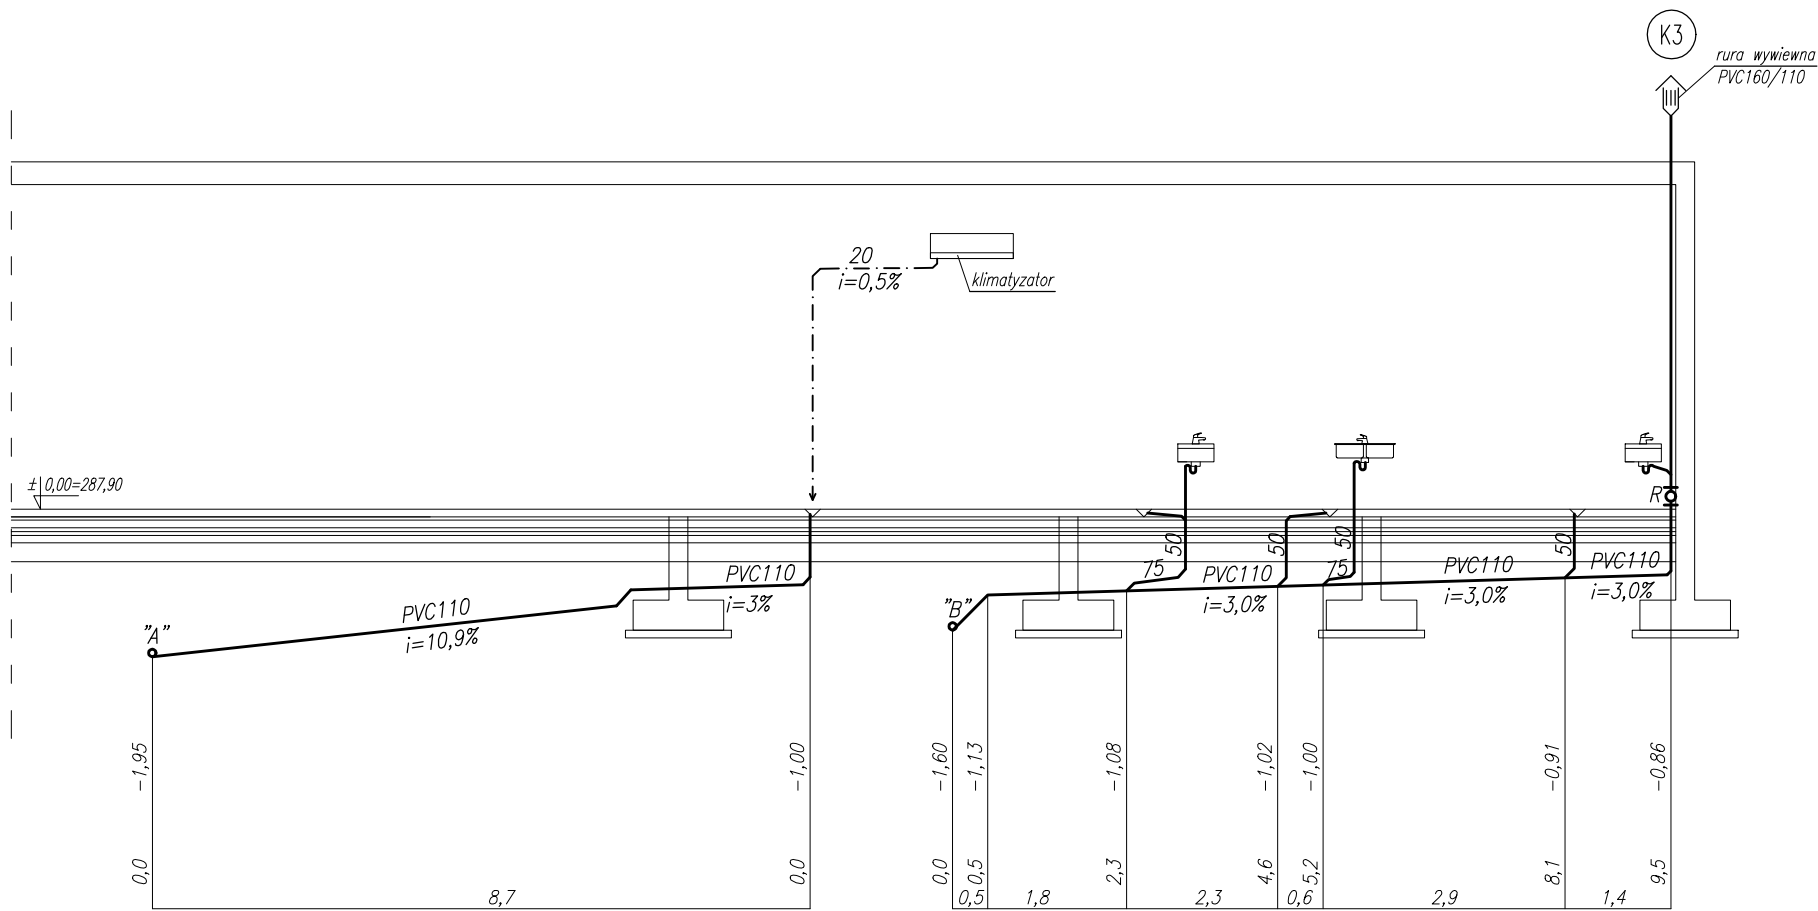 K3
rura wywiewna
PVC160/110
20
i=0,5%
klimatyzator
± 0,00=287,90
R
50
50
50
50
75
75
PVC110
i=3%
PVC110
i=3,0%
PVC110
i=3,0%
PVC110
i=3,0%
PVC110
i=10,9%
"A"
"B"
-1,95
-1,00
-1,60
-1,13
-1,08
-1,02
-1,00
-0,91
-0,86
0,0
0,0
0,0
0,5
2,3
4,6
5,2
8,1
9,5
8,7
0,5
1,8
2,3
0,6
2,9
1,4